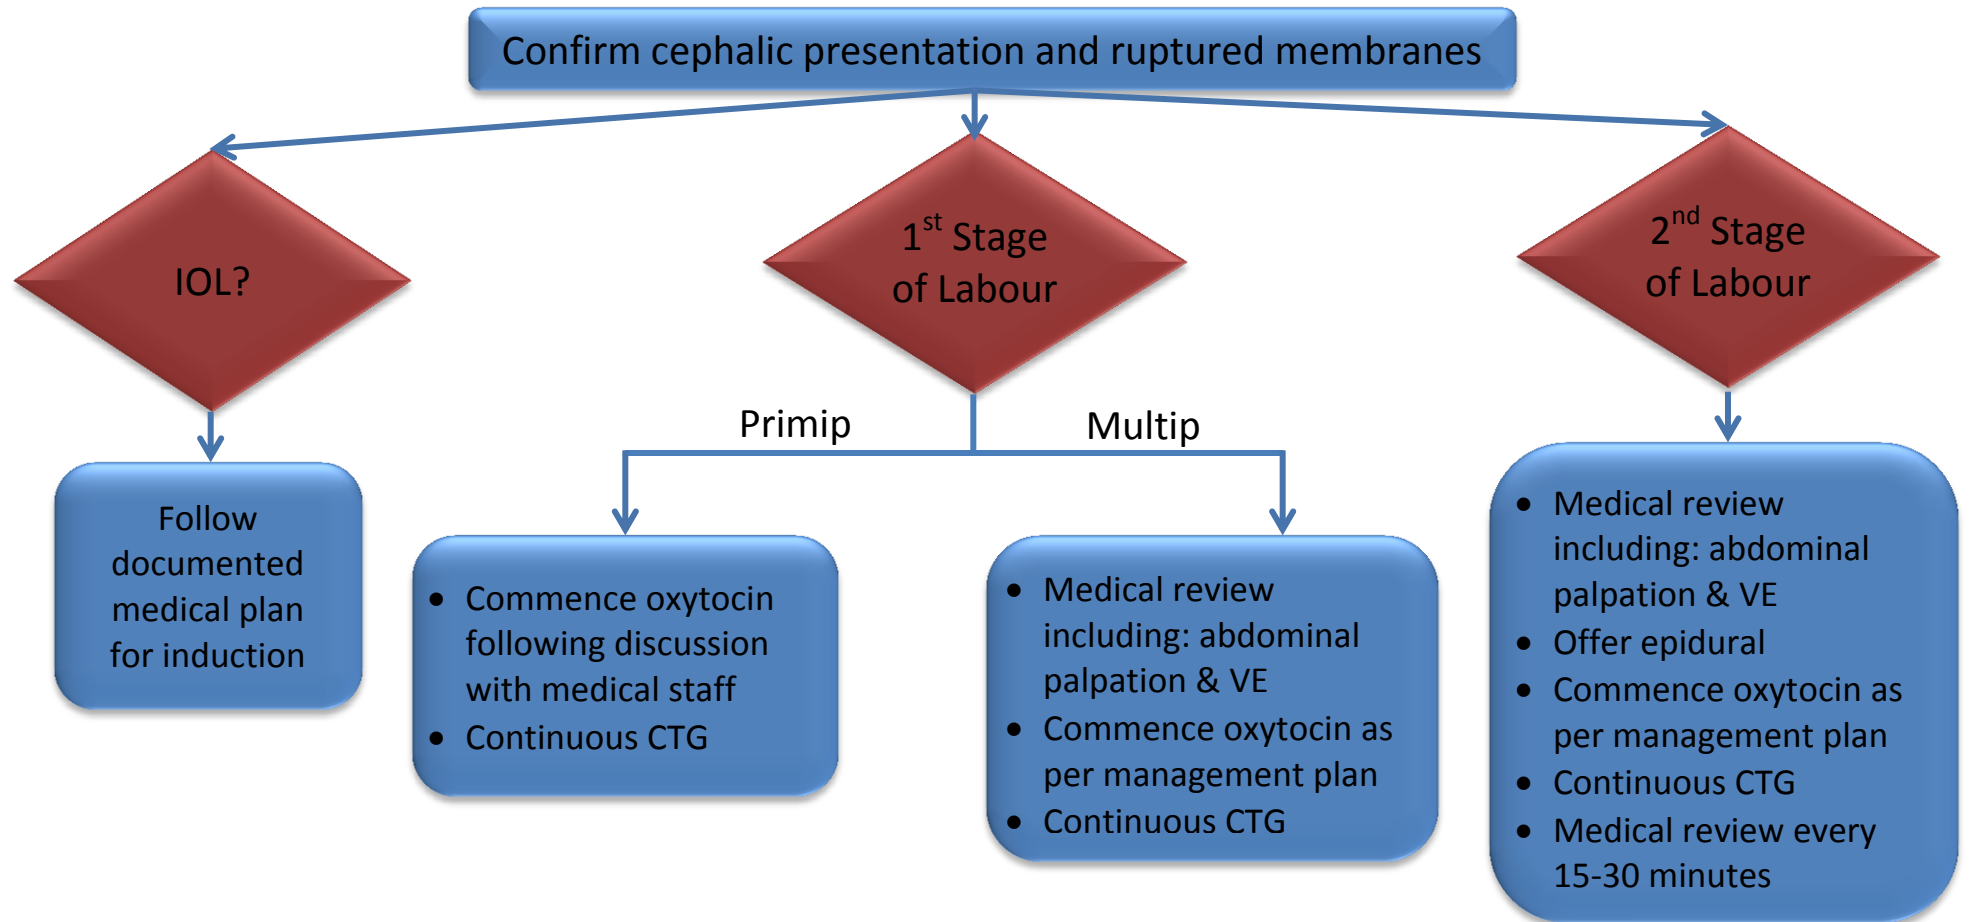 Confirm cephalic presentation and ruptured membranes
IOL?
1st Stage
of Labour
2nd Stage
of Labour
Primip
Multip
Follow
documented
medical plan
for induction
• Commence oxytocin
following discussion
with medical staff
• Continuous CTG
• Medical review
including: abdominal
palpation & VE
• Commence oxytocin as
per management plan
• Continuous CTG
• Medical review
including: abdominal
palpation & VE
• Offer epidural
• Commence oxytocin as
per management plan
• Continuous CTG
• Medical review every
15-30 minutes